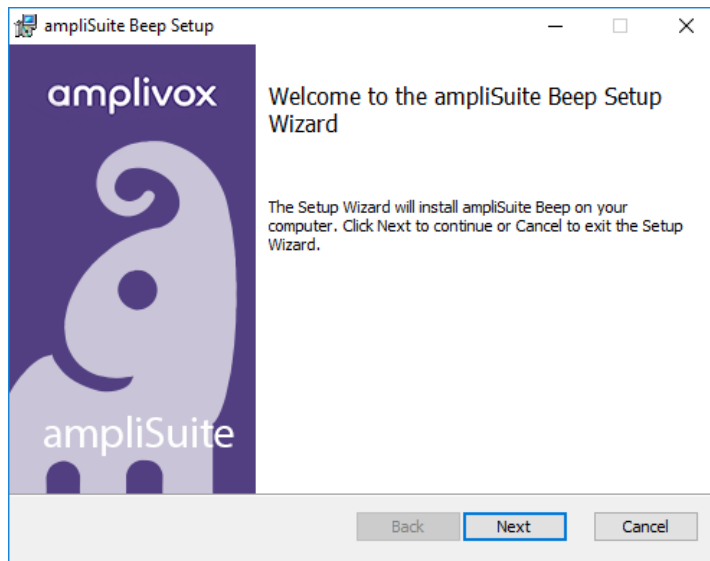 ampliSuite Beep Setup
amplivox
Welcome to the ampliSuite Beep Setup
Wizard
The Setup Wizard will install ampliSuite Beep on your
computer. Click Next to continue or Cancel to exit the Setup
Wizard.
ampliSuite
Back Next Cancel